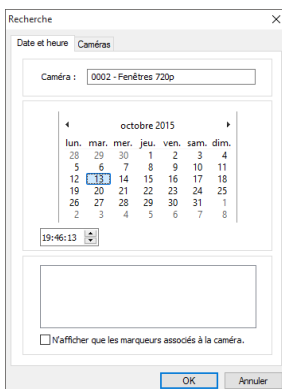 Recherche
Date et heure Caméras
Caméra : 0002 - Fenêtres 720p
octobre 2015
lun. mar. mer. jeu. ven. sam. dim.
28 29 30 1 2 3 4
5 6 7 8 9 10 11
12 13 14 15 16 17 18
19 20 21 22 23 24 25
26 27 28 29 30 31 1
2 3 4 5 6 7 8
19:46:13
N'afficher que les marqueurs associés à la caméra.
OK Annuler